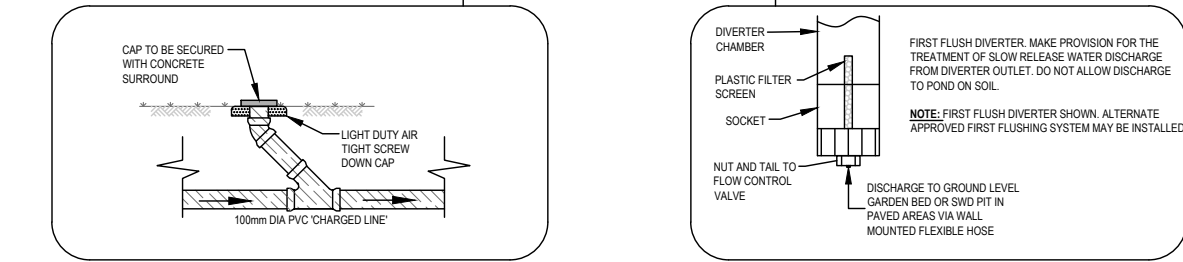 CAP TO BE SECURED
WITH CONCRETE
SURROUND
LIGHT DUTY AIR
TIGHT SCREW
DOWN CAP
100mm DIA PVC 'CHARGED LINE'
DIVERTER
CHAMBER
PLASTIC FILTER
SCREEN
SOCKET
NUT AND TAIL TO
FLOW CONTROL
VALVE
FIRST FLUSH DIVERTER. MAKE PROVISION FOR THE
TREATMENT OF SLOW RELEASE WATER DISCHARGE
FROM DIVERTER OUTLET. DO NOT ALLOW DISCHARGE
TO POND ON SOIL.
NOTE: FIRST FLUSH DIVERTER SHOWN. ALTERNATE
APPROVED FIRST FLUSHING SYSTEM MAY BE INSTALLED
DISCHARGE TO GROUND LEVEL
GARDEN BED OR SWD PIT IN
PAVED AREAS VIA WALL
MOUNTED FLEXIBLE HOSE